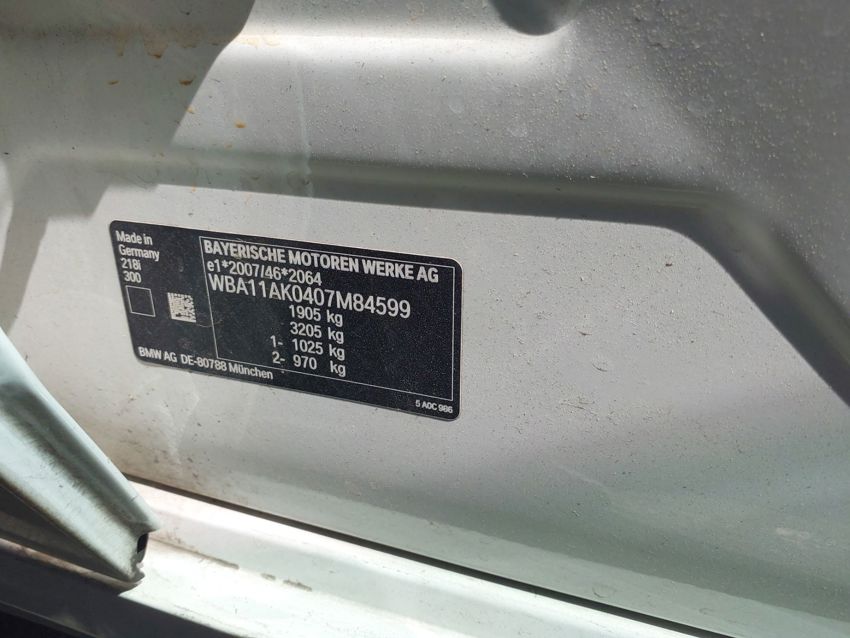 Made in
Germany
218i
300
BAYERISCHE MOTOREN WERKE AG
e1*2007/46*2064
WBA11AK0407M84599
1905 kg
3205 kg
1- 1025 kg
2- 970 kg
BMW AG DE-80788 München
5 A0C 986